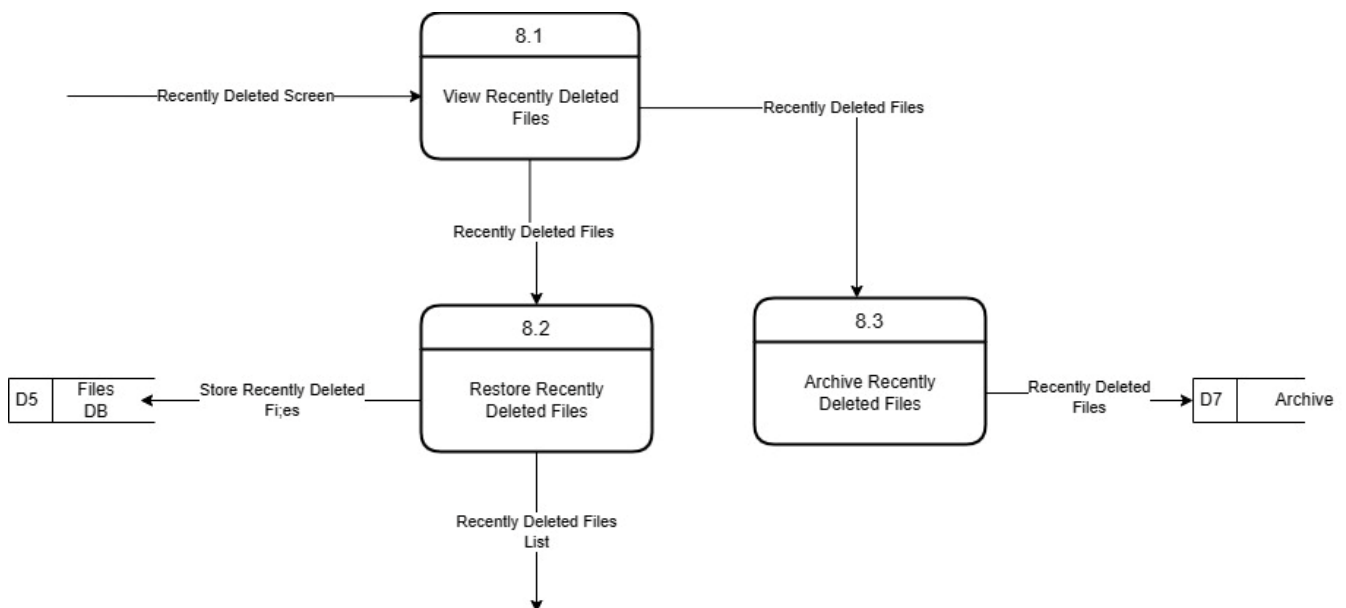 8.1
Recently Deleted Screen
View Recently Deleted
Files
Recently Deleted Files
Recently Deleted Files
8.2
8.3
D5
Files
DB
Store Recently Deleted
Fi;es
Restore Recently
Deleted Files
Archive Recently
Deleted Files
Recently Deleted
Files
D7
Archive
Recently Deleted Files
List